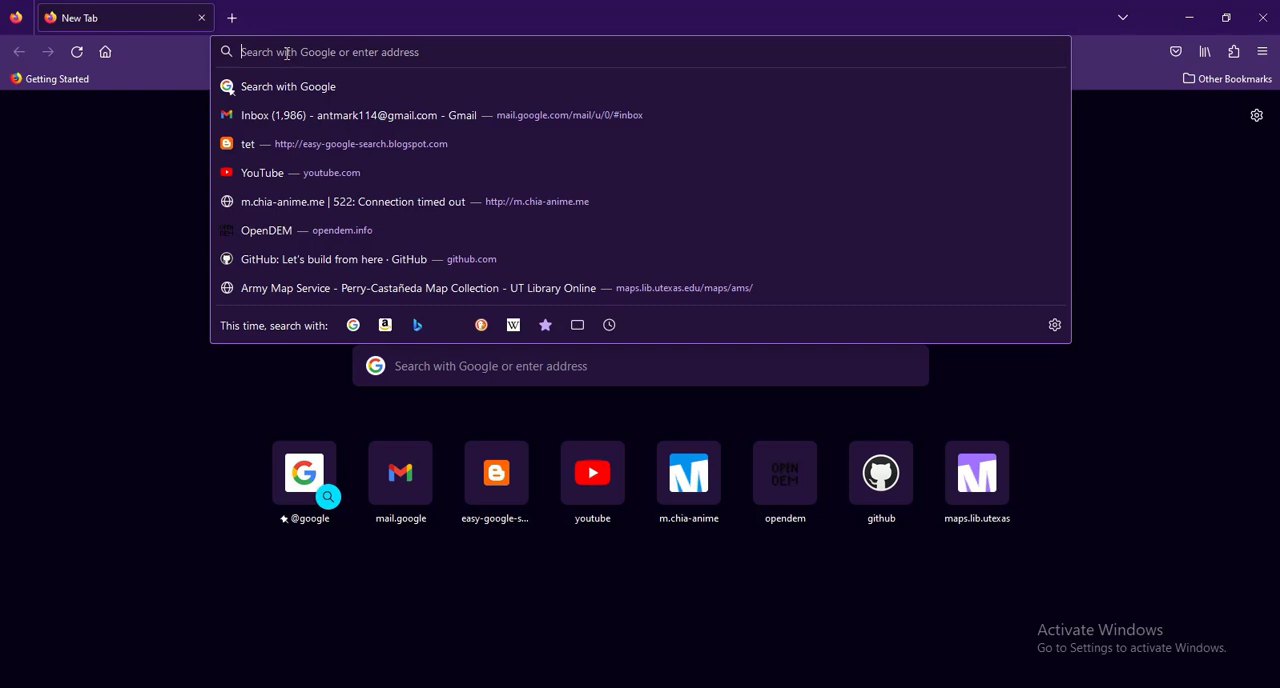 New Tab
Search with Google or enter address
Getting Started
Other Bookmarks
Search with Google
Inbox (1,986) - antmark114@gmail.com - Gmail — mail.google.com/mail/u/0/#inbox
tet — http://easy-google-search.blogspot.com
YouTube — youtube.com
m.chia-anime.me | 522: Connection timed out — http://m.chia-anime.me
OPEN DEM
OpenDEM — opendem.info
GitHub: Let's build from here · GitHub — github.com
Army Map Service - Perry-Castañeda Map Collection - UT Library Online — maps.lib.utexas.edu/maps/ams/
This time, search with:
Search with Google or enter address
OPEN DEM
@google mail.google easy-google-s... youtube m.chia-anime opendem github maps.lib.utexas
Activate Windows
Go to Settings to activate Windows.